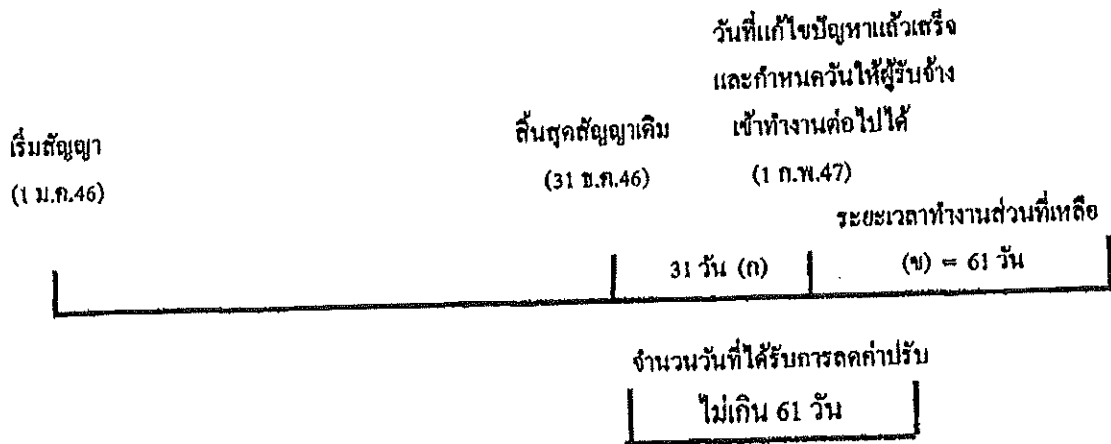 วันที่แก้ไขปัญหาแล้วเสร็จ
และกำหนดวันให้ผู้รับจ้าง
เข้าทำงานต่อไปได้
(1 ก.พ.47)
สิ้นสุดสัญญาเดิม
(31 ธ.ค.46)
เริ่มสัญญา
(1 ม.ค.46)
ระยะเวลาทำงานส่วนที่เหลือ
31 วัน (ก)
(ข) = 61 วัน
จำนวนวันที่ได้รับการลดค่าปรับ
ไม่เกิน 61 วัน